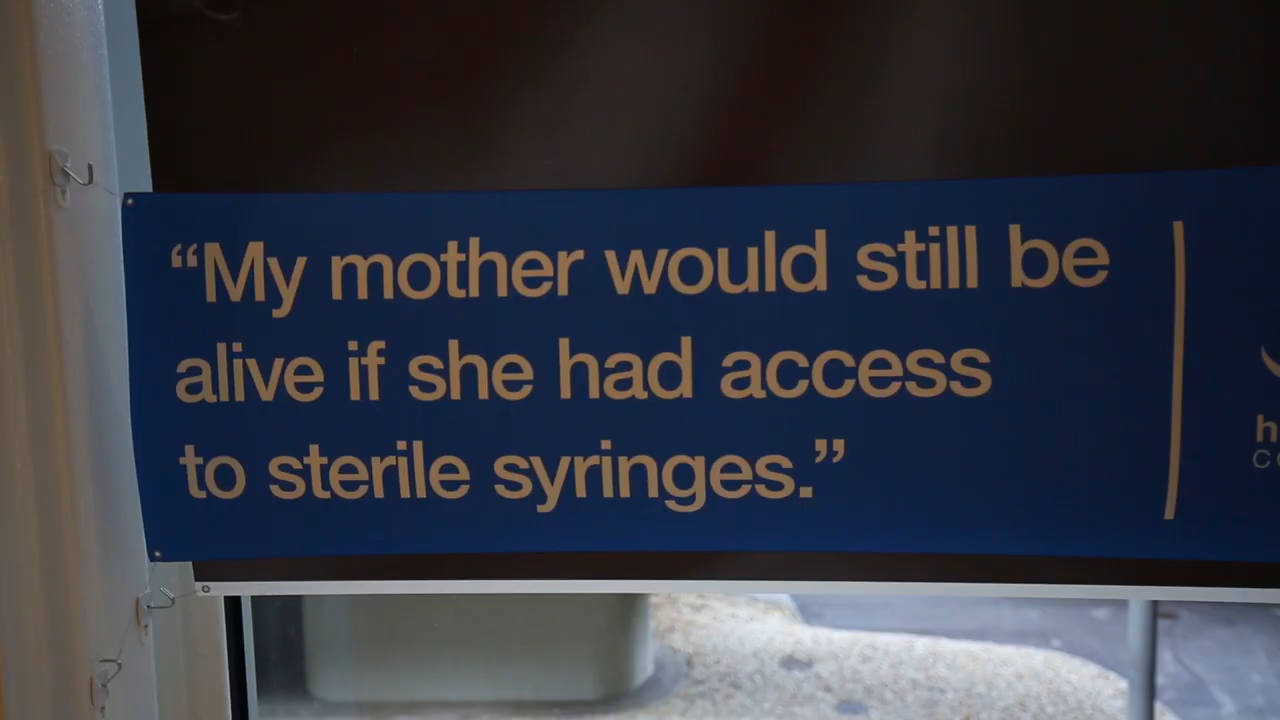 “My mother would still be
alive if she had access
to sterile syringes.”